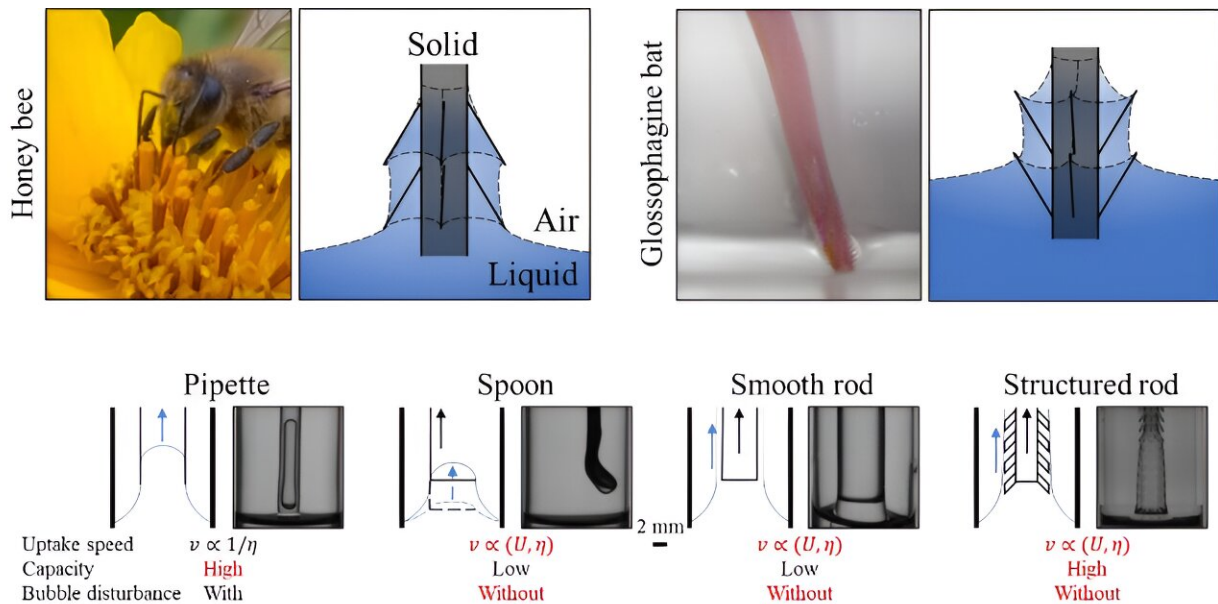 Honey bee
Solid
Air
Liquid
Glossophagine bat
Pipette
Spoon
Smooth rod
Structured rod
2 mm
Uptake speed v ∝ 1/η v ∝ (U, η) v ∝ (U, η) v ∝ (U, η)
Capacity High Low Low High
Bubble disturbance With Without Without Without